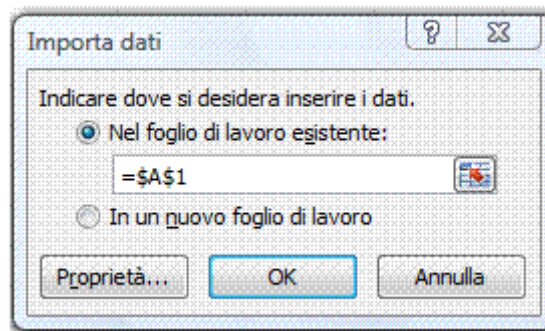 Importa dati
Indicare dove si desidera inserire i dati.
Nel foglio di lavoro esistente:
=$A$1
In un nuovo foglio di lavoro
Proprietà... OK Annulla